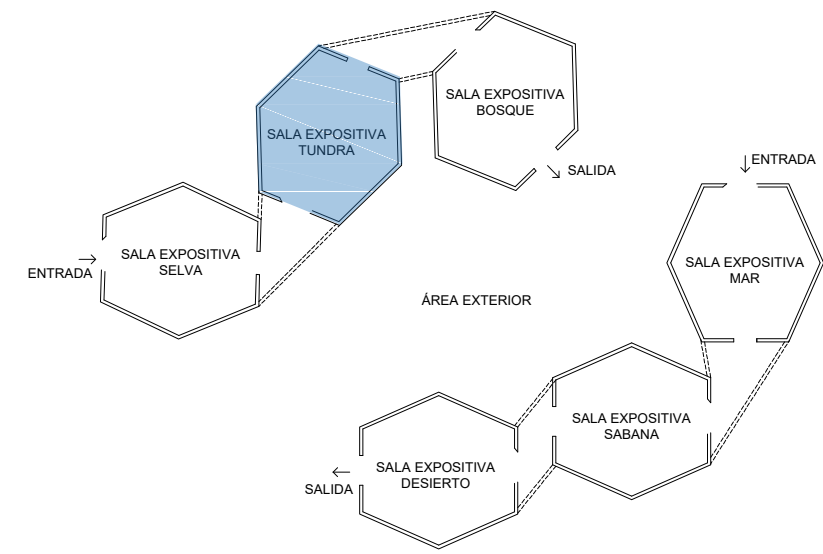 SALA EXPOSITIVA
BOSQUE
SALA EXPOSITIVA
TUNDRA
SALIDA
ENTRADA
SALA EXPOSITIVA
SELVA
ENTRADA
SALA EXPOSITIVA
MAR
ÁREA EXTERIOR
SALA EXPOSITIVA
SABANA
SALA EXPOSITIVA
DESIERTO
SALIDA